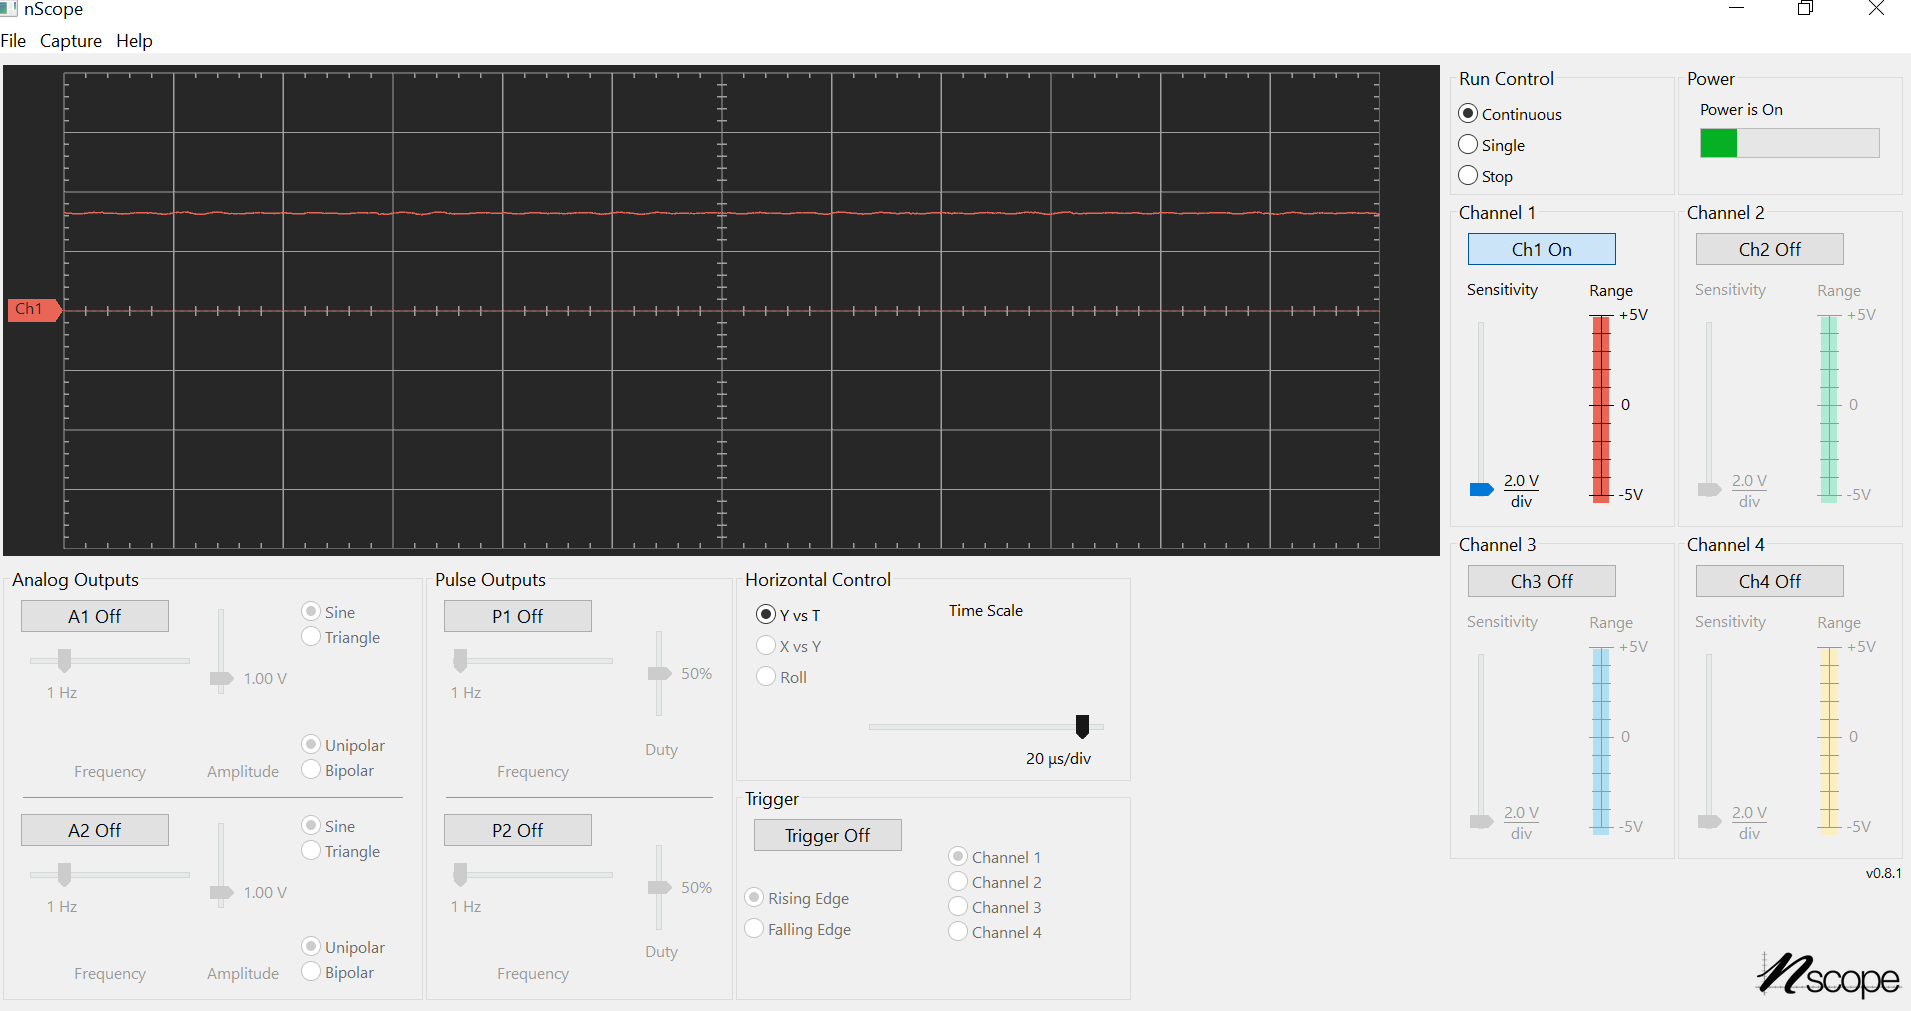 nScope
File Capture Help
Ch1
Run Control
Continuous
Single
Stop
Power
Power is On
Channel 1
Ch1 On
Sensitivity
Range
+5V
0
-5V
2.0 V
div
Channel 2
Ch2 Off
Sensitivity
Range
+5V
0
-5V
2.0 V
div
Channel 3
Ch3 Off
Sensitivity
Range
+5V
0
-5V
2.0 V
div
Channel 4
Ch4 Off
Sensitivity
Range
+5V
0
-5V
2.0 V
div
Analog Outputs
A1 Off
Sine
Triangle
1.00 V
1 Hz
Unipolar
Bipolar
Frequency
Amplitude
A2 Off
Sine
Triangle
1.00 V
1 Hz
Unipolar
Bipolar
Frequency
Amplitude
Pulse Outputs
P1 Off
50%
1 Hz
Duty
Frequency
P2 Off
50%
1 Hz
Duty
Frequency
Horizontal Control
Y vs T
X vs Y
Roll
Time Scale
20 µs/div
Trigger
Trigger Off
Rising Edge
Falling Edge
Channel 1
Channel 2
Channel 3
Channel 4
v0.8.1
nscope